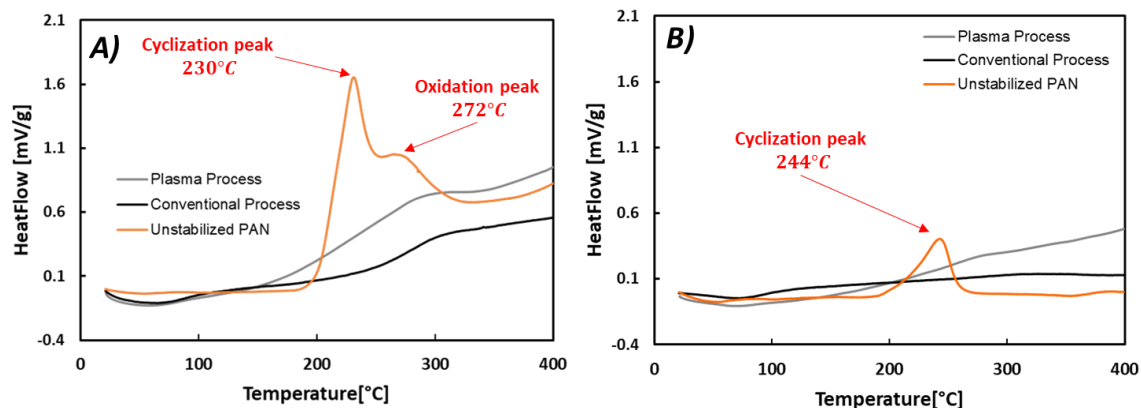 A)
Cyclization peak
230°C
Oxidation peak
272°C
Plasma Process
Conventional Process
Unstabilized PAN
HeatFlow [mV/g]
2.1
1.6
1.1
0.6
0.1
-0.4
0
100
200
300
400
Temperature[°C]
B)
Plasma Process
Conventional Process
Unstabilized PAN
Cyclization peak
244°C
HeatFlow [mV/g]
2.1
1.6
1.1
0.6
0.1
-0.4
0
100
200
300
400
Temperature[°C]